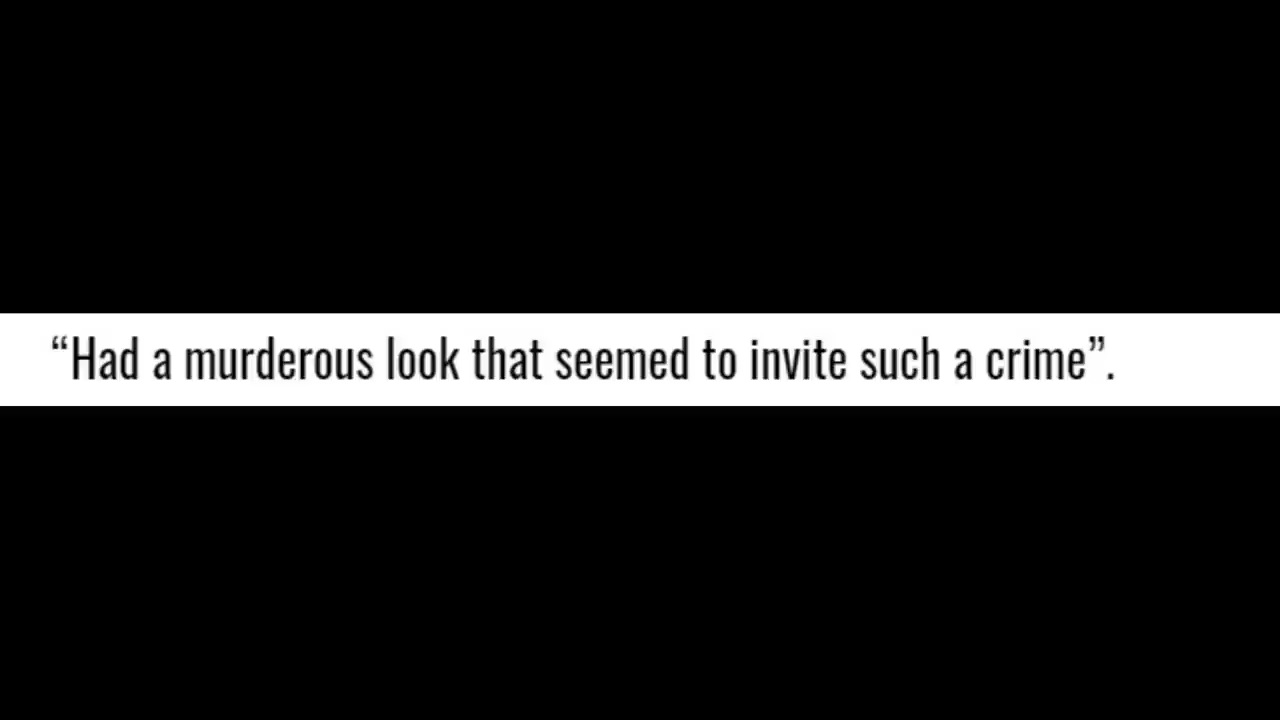 “Had a murderous look that seemed to invite such a crime”.